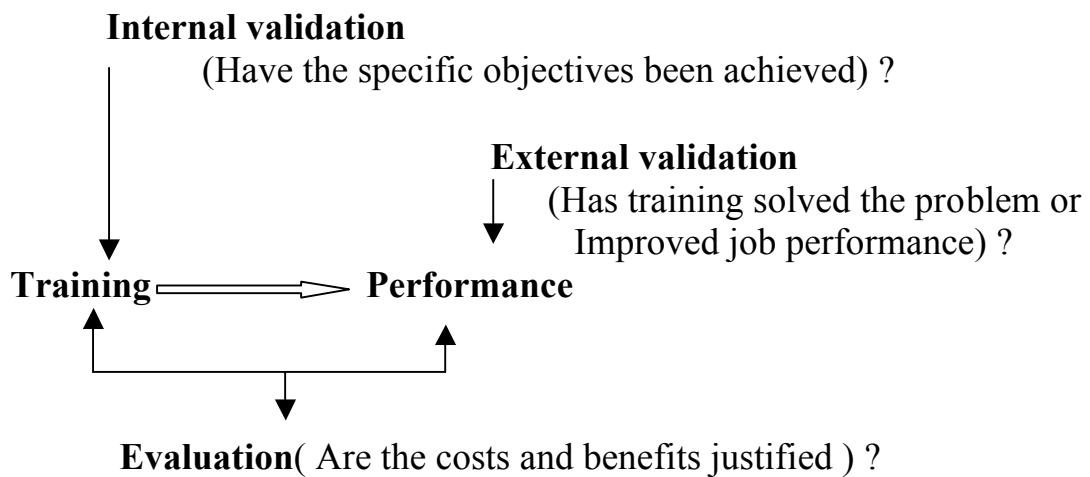 Internal validation
(Have the specific objectives been achieved) ?
External validation
(Has training solved the problem or
Improved job performance) ?
Training
Performance
Evaluation( Are the costs and benefits justified ) ?